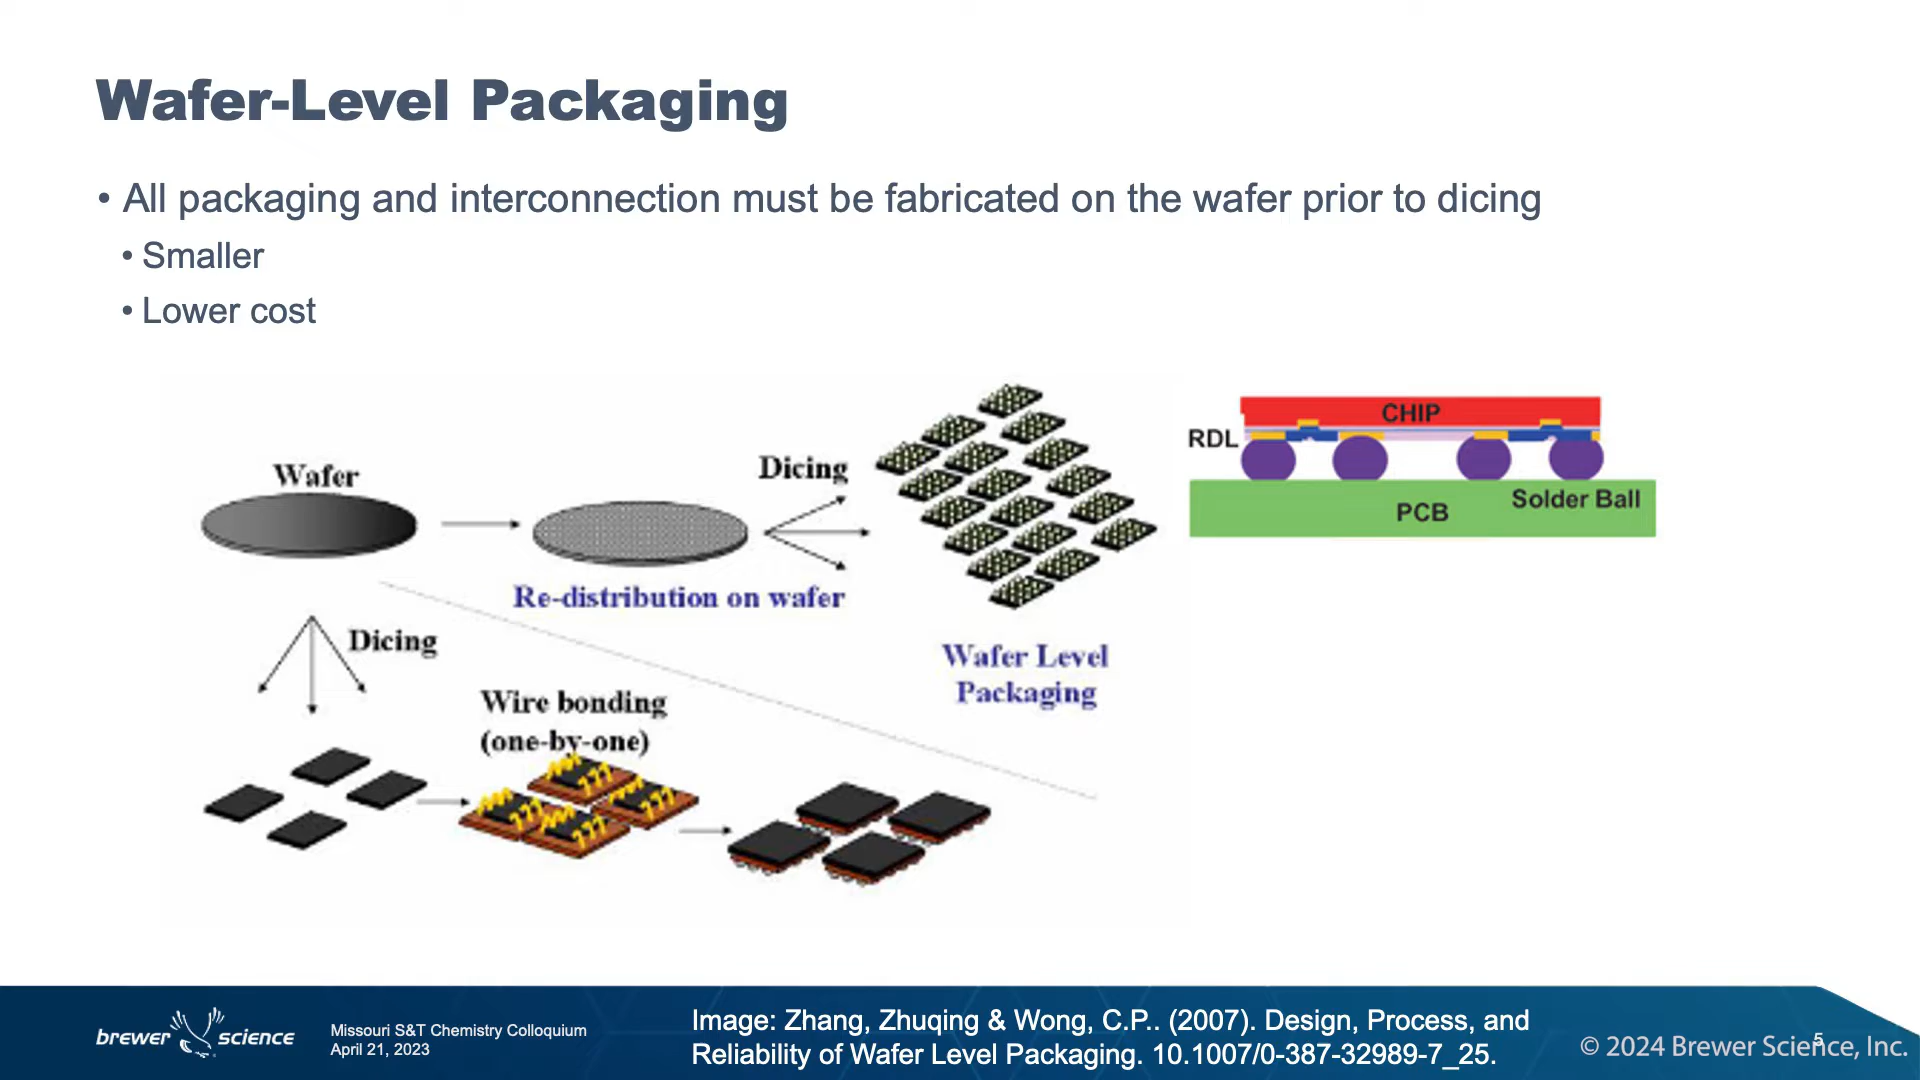 Wafer-Level Packaging
• All packaging and interconnection must be fabricated on the wafer prior to dicing
• Smaller
• Lower cost
Wafer
Dicing
Re-distribution on wafer
Wafer Level
Packaging
RDL
CHIP
Solder Ball
PCB
Dicing
Wire bonding
(one-by-one)
brewer science
Missouri S&T Chemistry Colloquium
April 21, 2023
Image: Zhang, Zhuqing & Wong, C.P.. (2007). Design, Process, and
Reliability of Wafer Level Packaging. 10.1007/0-387-32989-7_25.
5
© 2024 Brewer Science, Inc.